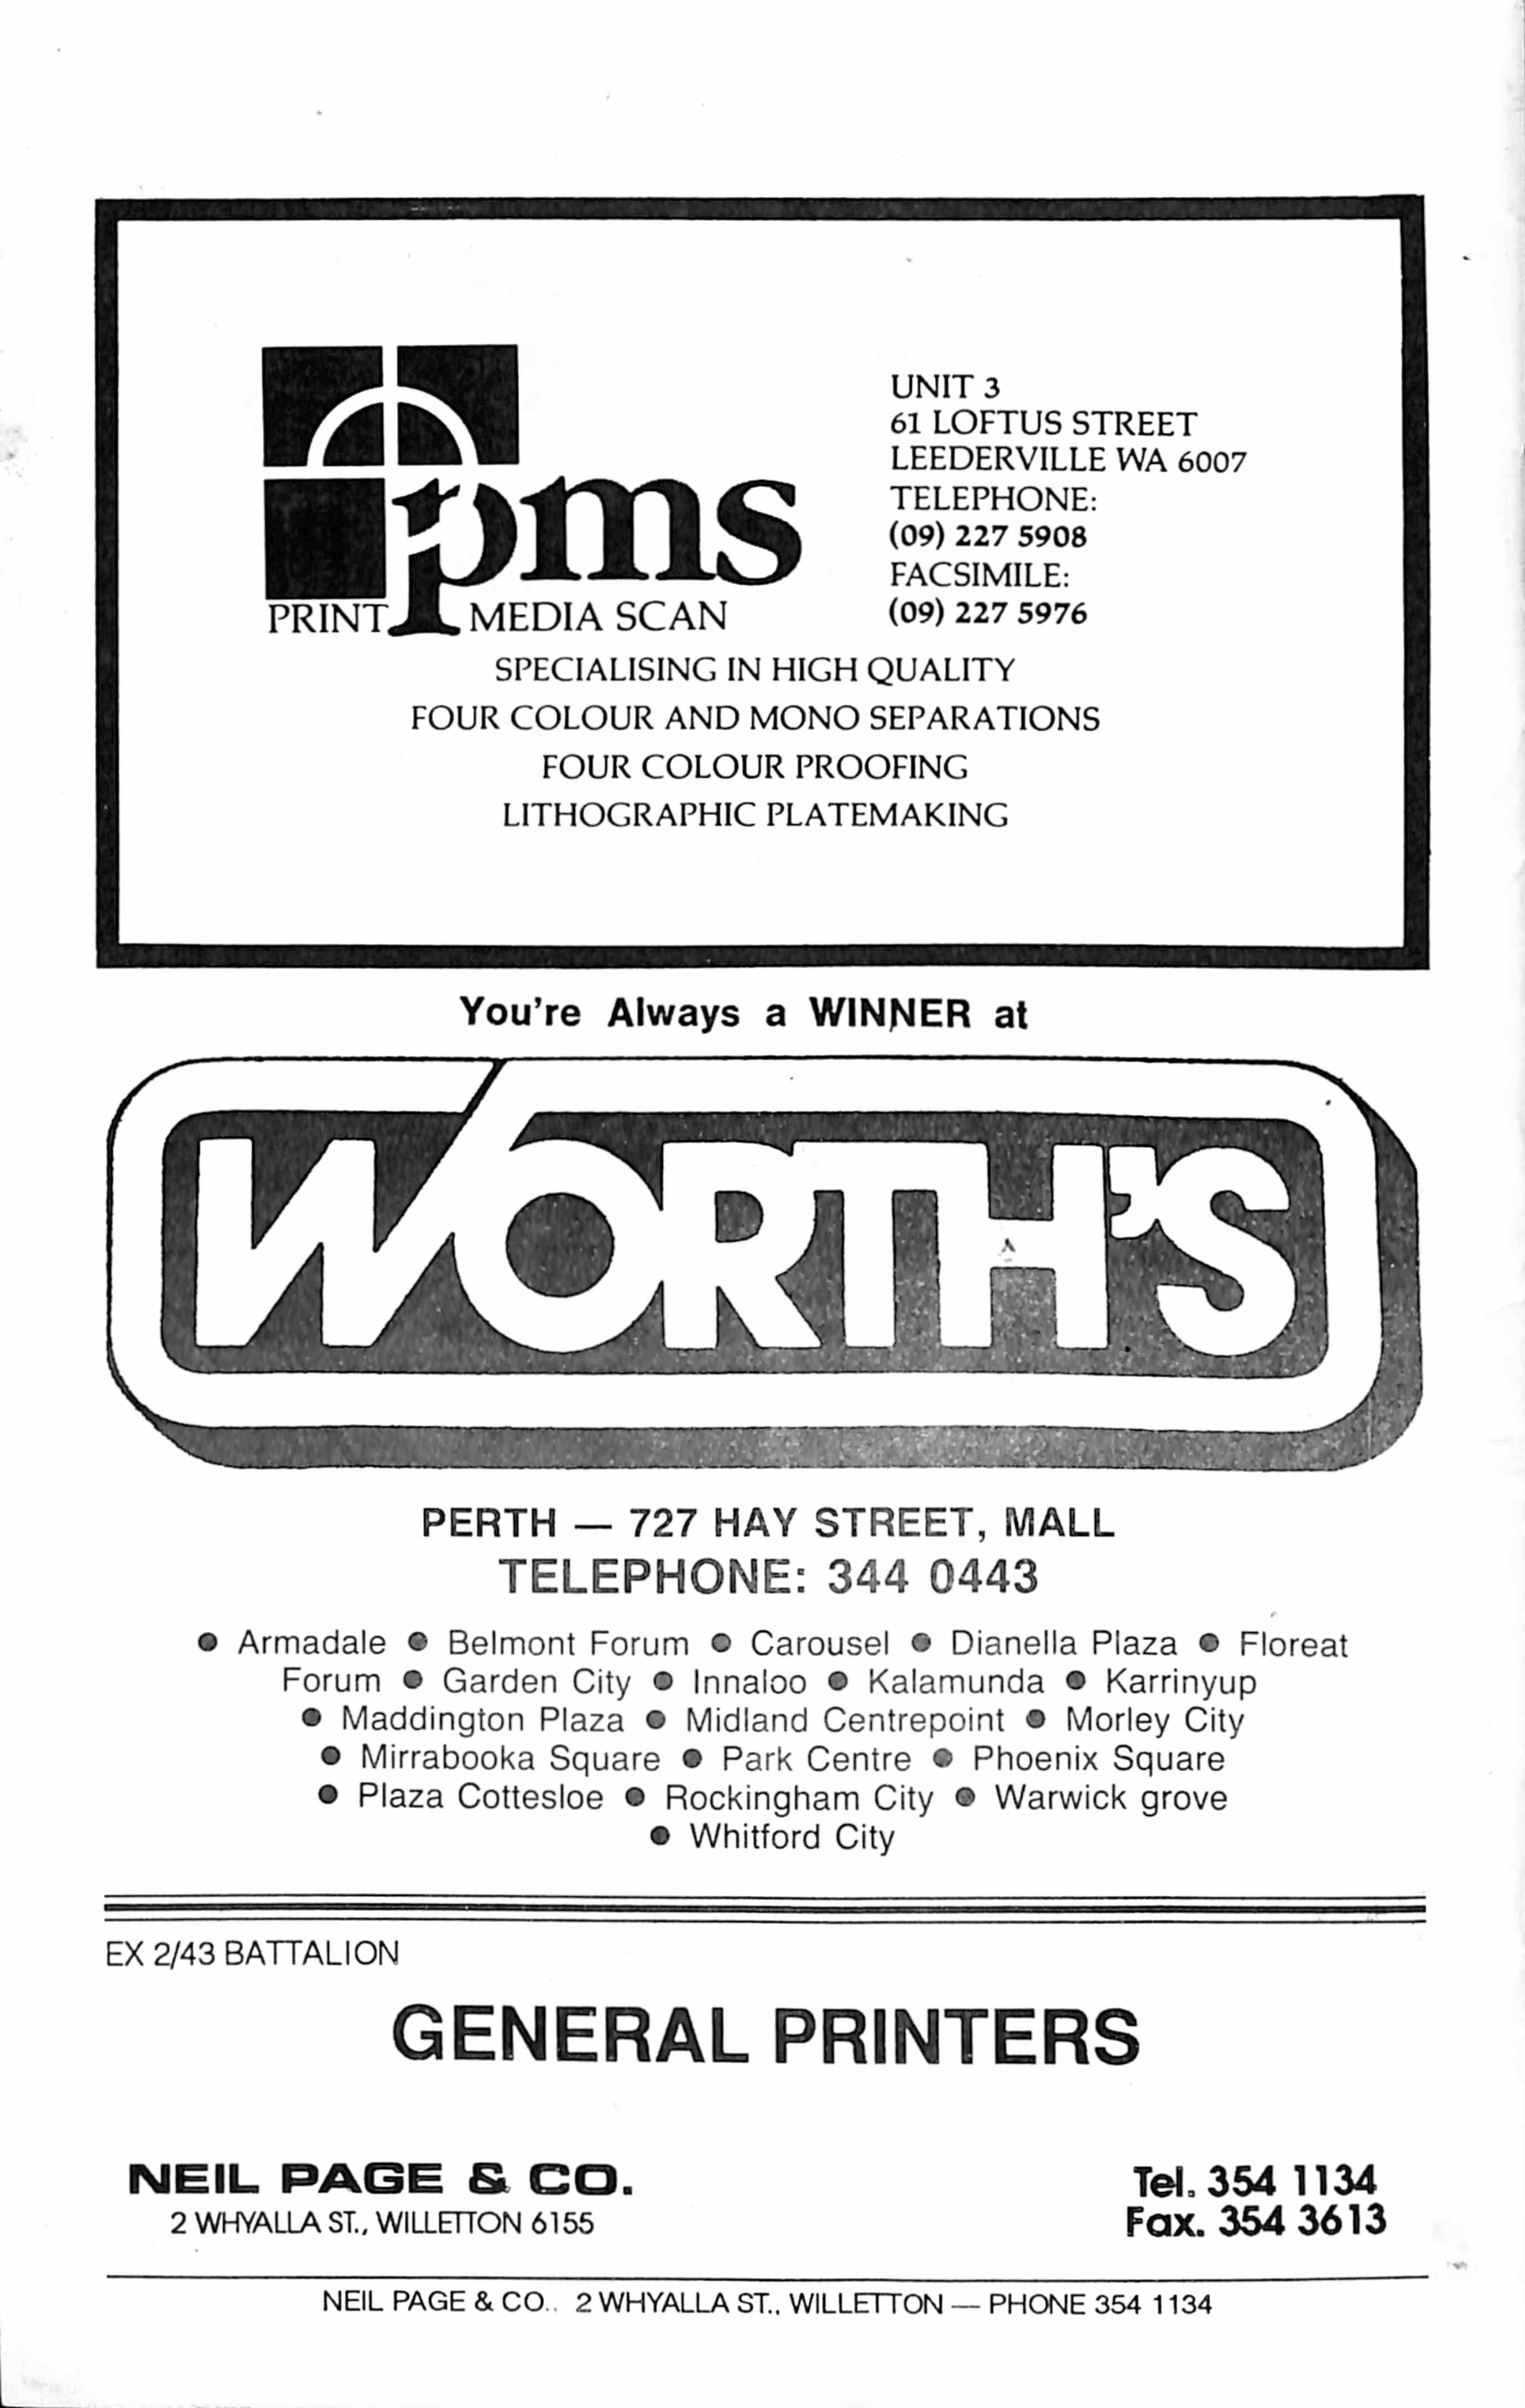 pms
PRINT MEDIA SCAN
UNIT 3
61 LOFTUS STREET
LEEDERVILLE WA 6007
TELEPHONE:
(09) 227 5908
FACSIMILE:
(09) 227 5976
SPECIALISING IN HIGH QUALITY
FOUR COLOUR AND MONO SEPARATIONS
FOUR COLOUR PROOFING
LITHOGRAPHIC PLATEMAKING
You're Always a WINNER at
WORTH'S
PERTH — 727 HAY STREET, MALL
TELEPHONE: 344 0443
● Armadale ● Belmont Forum ● Carousel ● Dianella Plaza ● Floreat
Forum ● Garden City ● Innaloo ● Kalamunda ● Karrinyup
● Maddington Plaza ● Midland Centrepoint ● Morley City
● Mirrabooka Square ● Park Centre ● Phoenix Square
● Plaza Cottesloe ● Rockingham City ● Warwick grove
● Whitford City
EX 2/43 BATTALION
GENERAL PRINTERS
NEIL PAGE & CO.
2 WHYALLA ST., WILLETTON 6155
Tel. 354 1134
Fax. 354 3613
NEIL PAGE & CO., 2 WHYALLA ST., WILLETTON — PHONE 354 1134